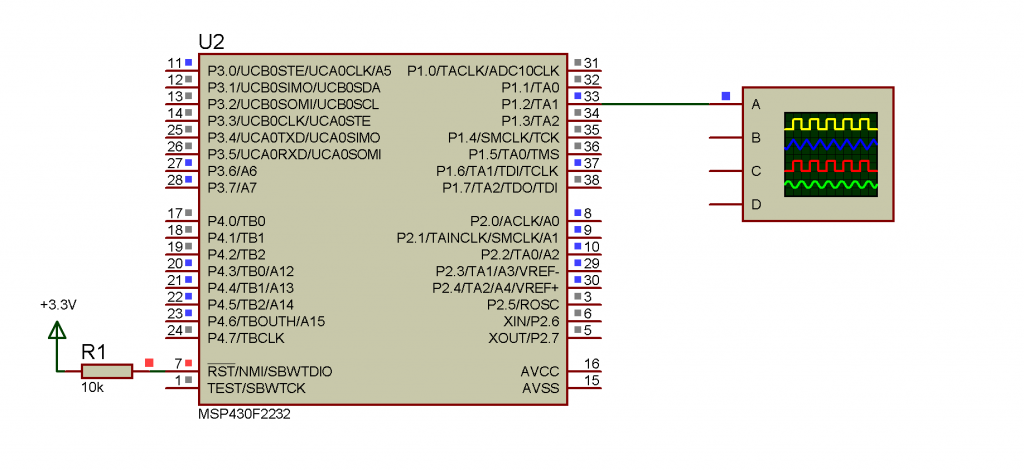 U2
11 P3.0/UCB0STE/UCA0CLK/A5 P1.0/TACLK/ADC10CLK 31
12 P3.1/UCB0SIMO/UCB0SDA P1.1/TA0 32
13 P3.2/UCB0SOMI/UCB0SCL P1.2/TA1 33 A
14 P3.3/UCB0CLK/UCA0STE P1.3/TA2 34
25 P3.4/UCA0TXD/UCA0SIMO P1.4/SMCLK/TCK 35 B
26 P3.5/UCA0RXD/UCA0SOMI P1.5/TA0/TMS 36
27 P3.6/A6 P1.6/TA1/TDI/TCLK 37 C
28 P3.7/A7 P1.7/TA2/TDO/TDI 38
D
17 P4.0/TB0 P2.0/ACLK/A0 8
18 P4.1/TB1 P2.1/TAINCLK/SMCLK/A1 9
19 P4.2/TB2 P2.2/TA0/A2 10
20 P4.3/TB0/A12 P2.3/TA1/A3/VREF- 29
21 P4.4/TB1/A13 P2.4/TA2/A4/VREF+ 30
22 P4.5/TB2/A14 P2.5/ROSC 3
23 P4.6/TBOUTH/A15 XIN/P2.6 6
24 P4.7/TBCLK XOUT/P2.7 5
+3.3V
R1
10k
7 RST/NMI/SBWTDIO AVCC 16
1 TEST/SBWTCK AVSS 15
MSP430F2232